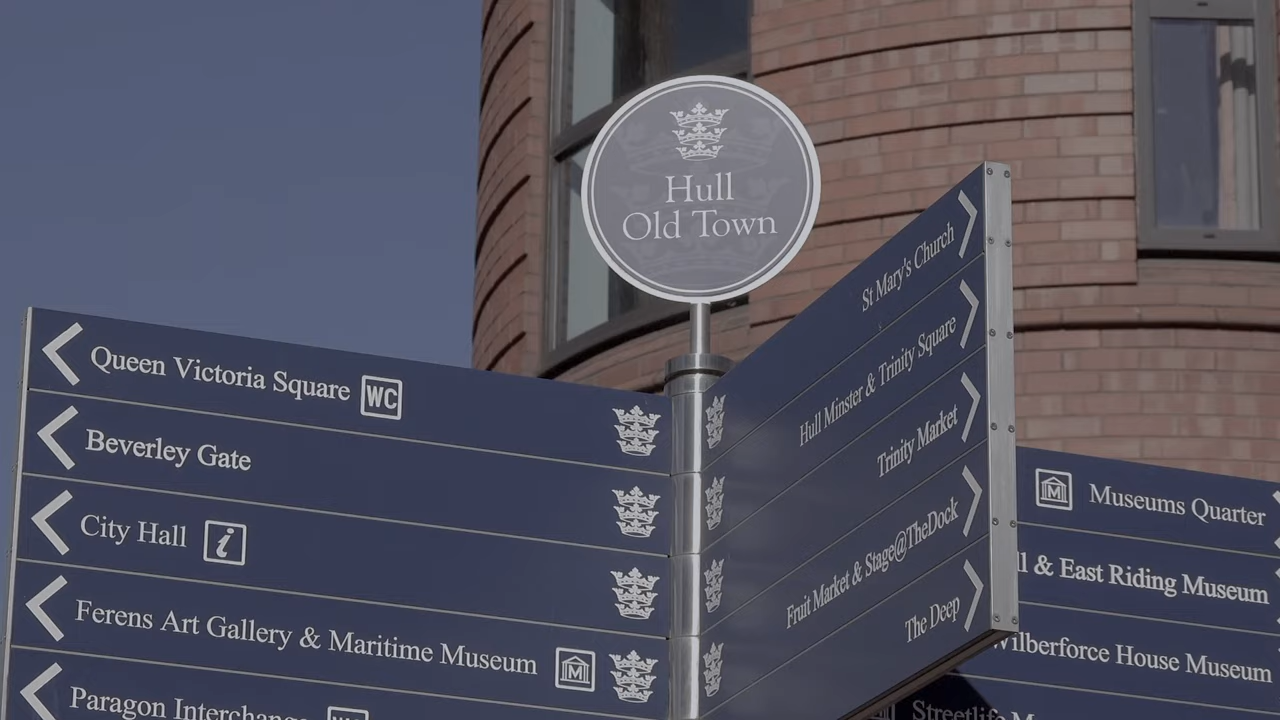 Hull
Old Town
Queen Victoria Square WC
Beverley Gate
City Hall i
Ferens Art Gallery & Maritime Museum M
Paragon Interchange
St Mary's Church
Hull Minster & Trinity Square
Trinity Market
Fruit Market & Stage@TheDock
The Deep
M Museums Quarter
& East Riding Museum
Wilberforce House Museum